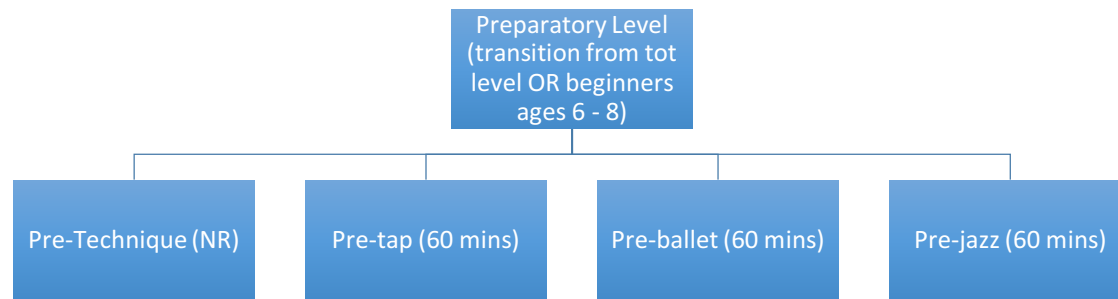 Preparatory Level
(transition from tot
level OR beginners
ages 6 - 8)
Pre-Technique (NR)
Pre-tap (60 mins)
Pre-ballet (60 mins)
Pre-jazz (60 mins)